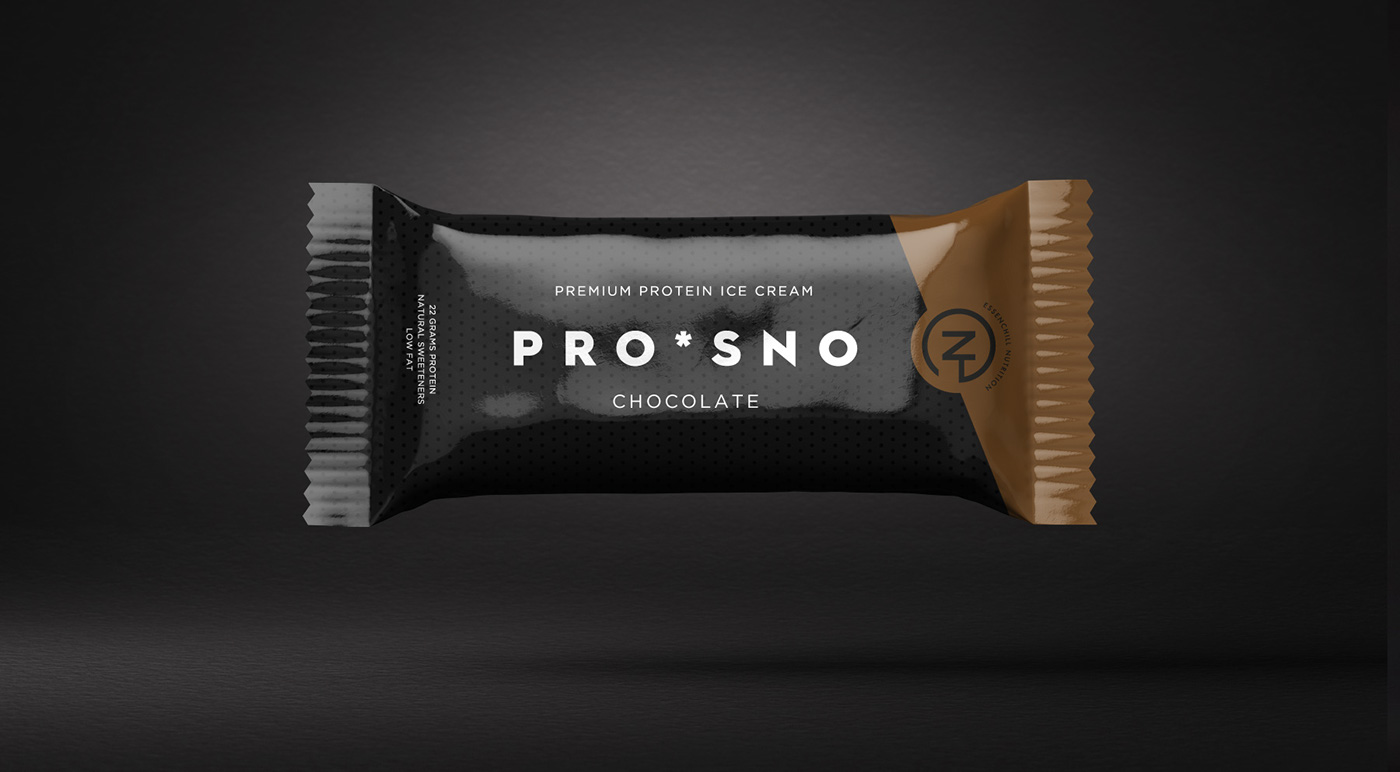 PREMIUM PROTEIN ICE CREAM
PRO*SNO
CHOCOLATE
22 GRAMS PROTEIN
NATURAL SWEETENERS
LOW FAT
ESSENCHILL NUTRITION